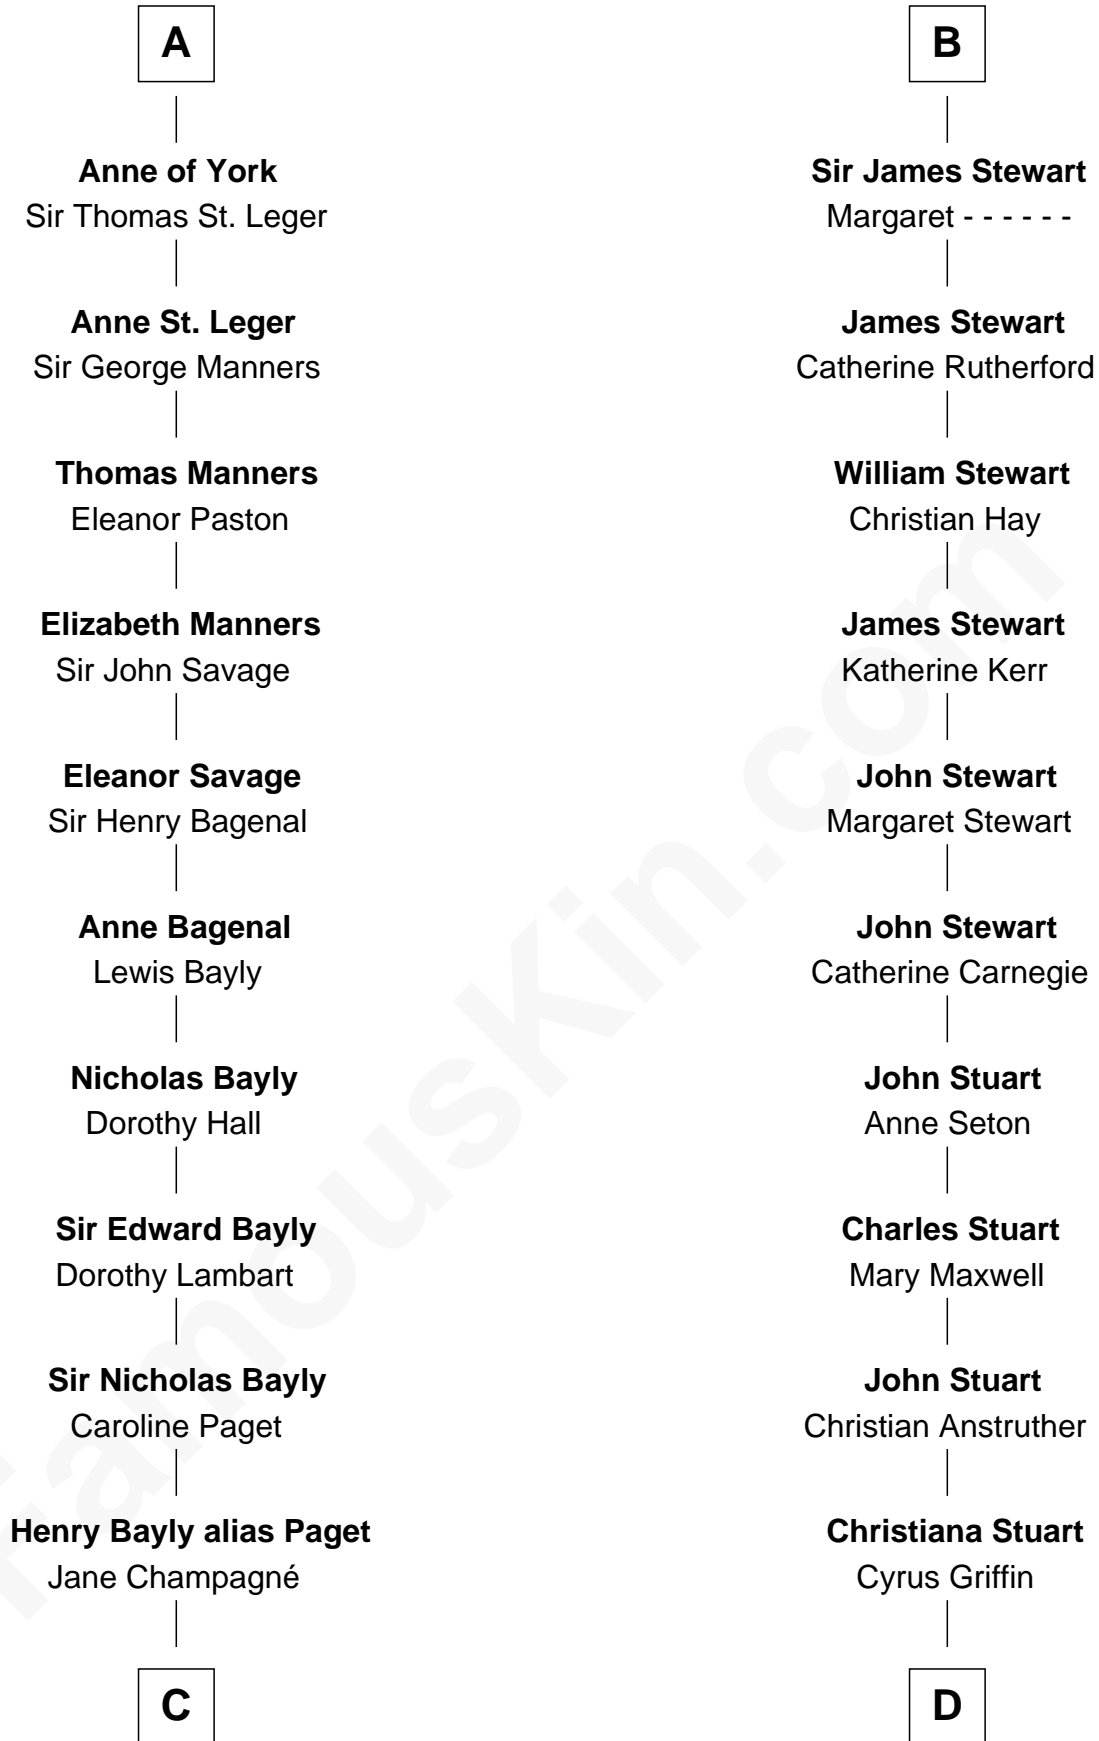 A
Anne of York
Sir Thomas St. Leger
Anne St. Leger
Sir George Manners
Thomas Manners
Eleanor Paston
Elizabeth Manners
Sir John Savage
Eleanor Savage
Sir Henry Bagenal
Anne Bagenal
Lewis Bayly
Nicholas Bayly
Dorothy Hall
Sir Edward Bayly
Dorothy Lambart
Sir Nicholas Bayly
Caroline Paget
Henry Bayly alias Paget
Jane Champagné
C
B
Sir James Stewart
Margaret - - - - - -
James Stewart
Catherine Rutherford
William Stewart
Christian Hay
James Stewart
Katherine Kerr
John Stewart
Margaret Stewart
John Stewart
Catherine Carnegie
John Stuart
Anne Seton
Charles Stuart
Mary Maxwell
John Stuart
Christian Anstruther
Christiana Stuart
Cyrus Griffin
D
FamousKin.com